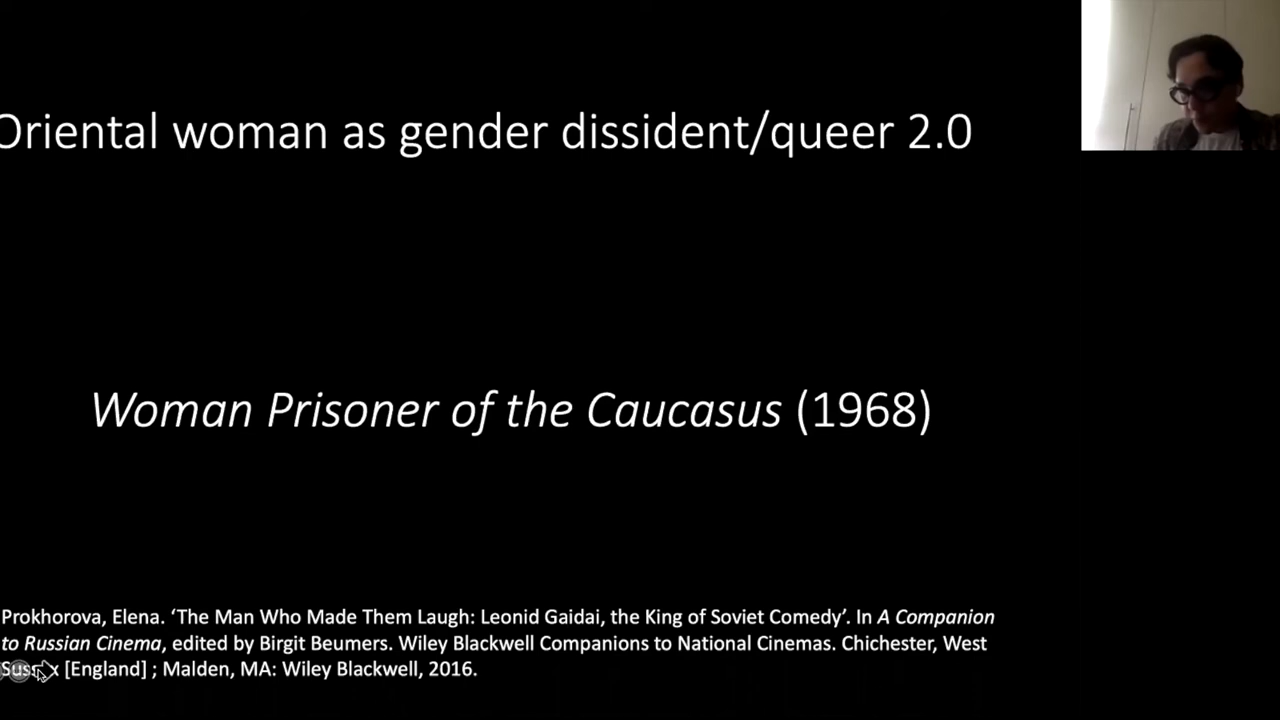 Oriental woman as gender dissident/queer 2.0
Woman Prisoner of the Caucasus (1968)
Prokhorova, Elena. ‘The Man Who Made Them Laugh: Leonid Gaidai, the King of Soviet Comedy’. In A Companion
to Russian Cinema, edited by Birgit Beumers. Wiley Blackwell Companions to National Cinemas. Chichester, West
Sussex [England] ; Malden, MA: Wiley Blackwell, 2016.